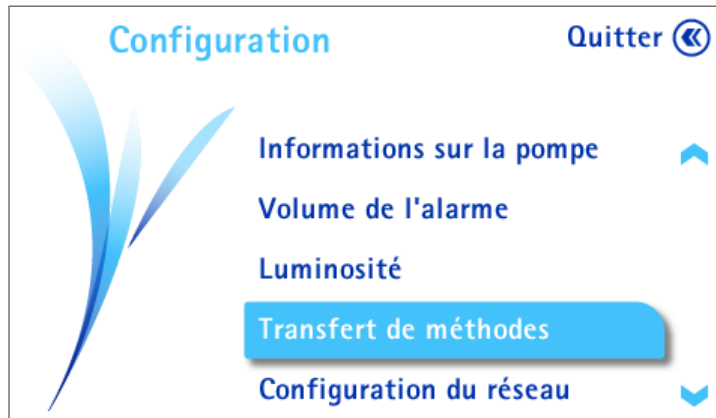 Configuration
Quitter
Informations sur la pompe
Volume de l'alarme
Luminosité
Transfert de méthodes
Configuration du réseau